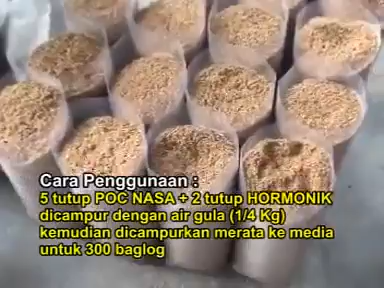 Cara Penggunaan :
5 tutup POC NASA + 2 tutup HORMONIK
dicampur dengan air gula (1/4 Kg)
kemudian dicampurkan merata ke media
untuk 300 baglog